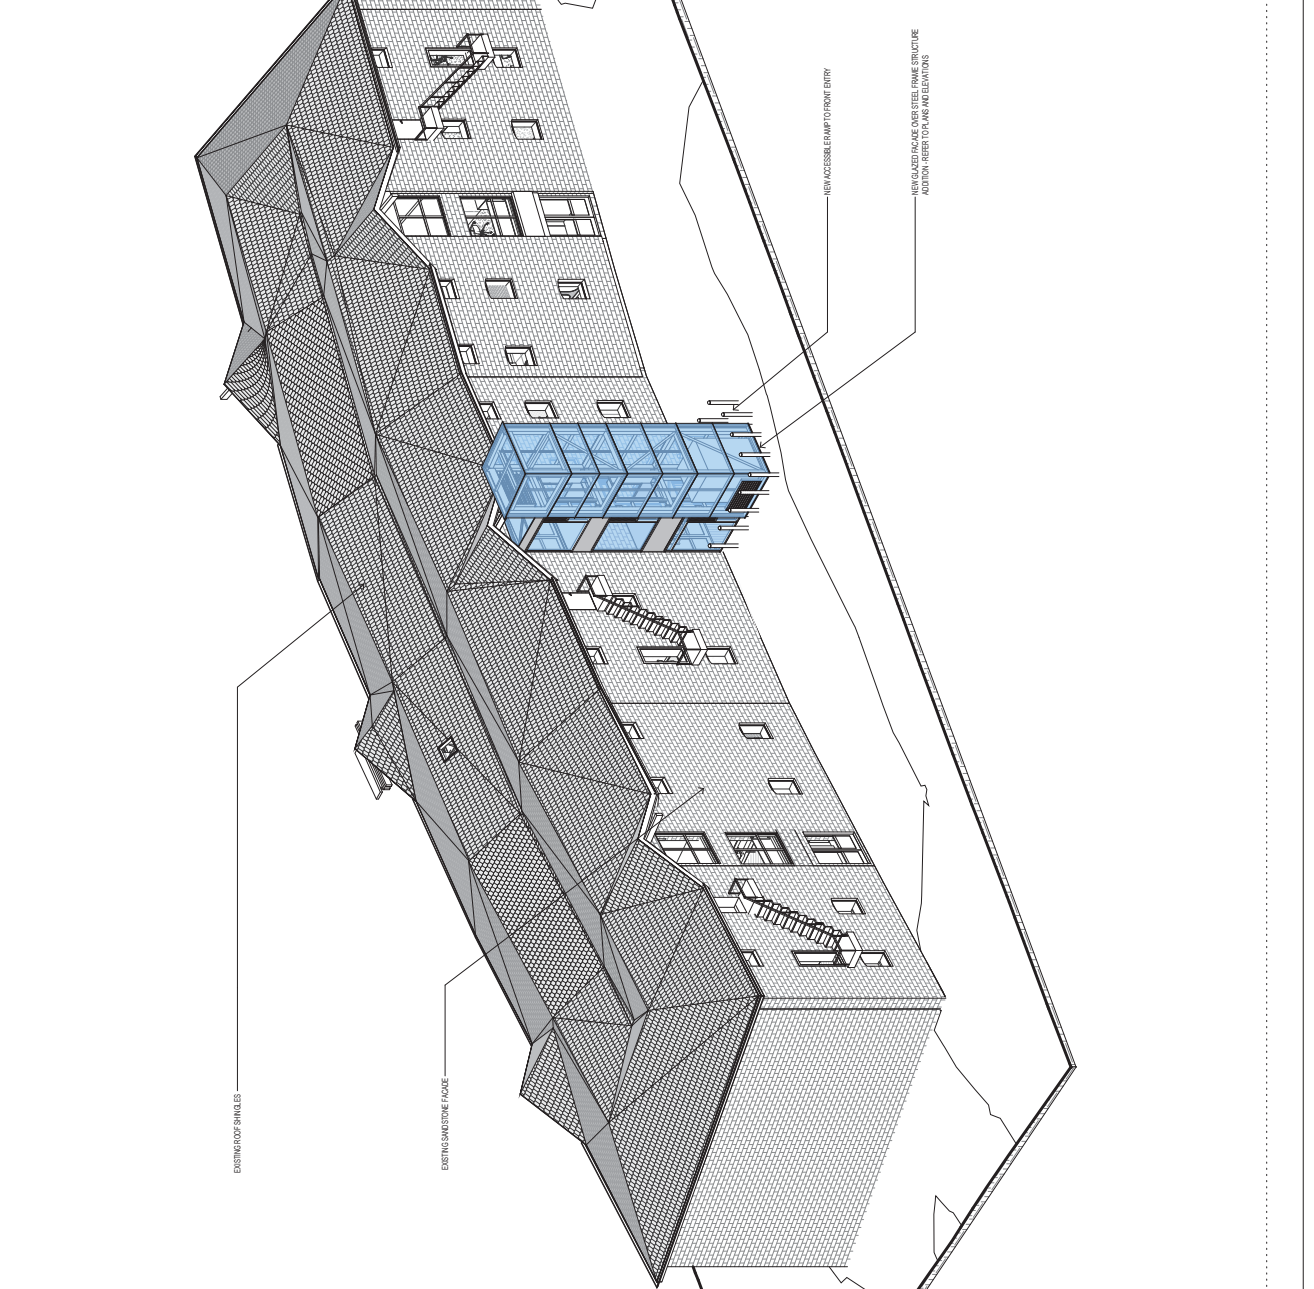 NEW ACCESSIBLE RAMP TO FRONT ENTRY
NEW GLAZED FACADE OVER STEEL FRAME STRUCTURE
ADDITION - REFER TO PLANS AND ELEVATIONS
EXISTING ROOF SHINGLES
EXISTING SANDSTONE FACADE